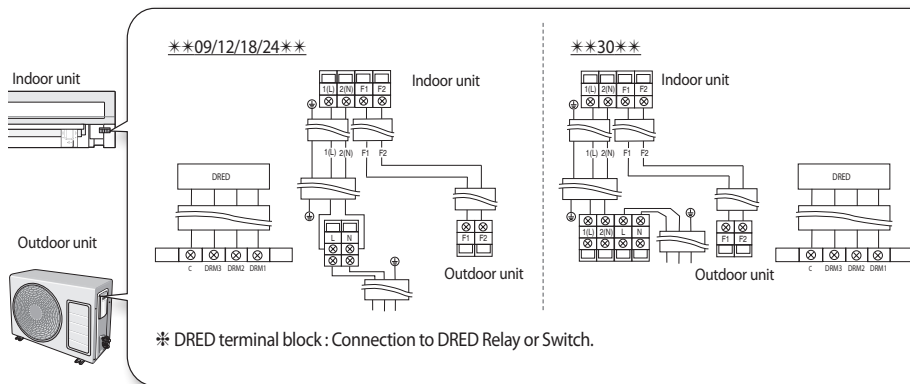 ✳✳09/12/18/24✳✳
✳✳30✳✳
Indoor unit
Outdoor unit
Indoor unit
1(L) 2(N) F1 F2
1(L) 2(N) F1 F2
DRED
C DRM3 DRM2 DRM1
L N
F1 F2
Outdoor unit
Indoor unit
1(L) 2(N) F1 F2
1(L) 2(N) F1 F2
1(L) 2(N) L N
F1 F2
Outdoor unit
DRED
C DRM3 DRM2 DRM1
❈ DRED terminal block : Connection to DRED Relay or Switch.